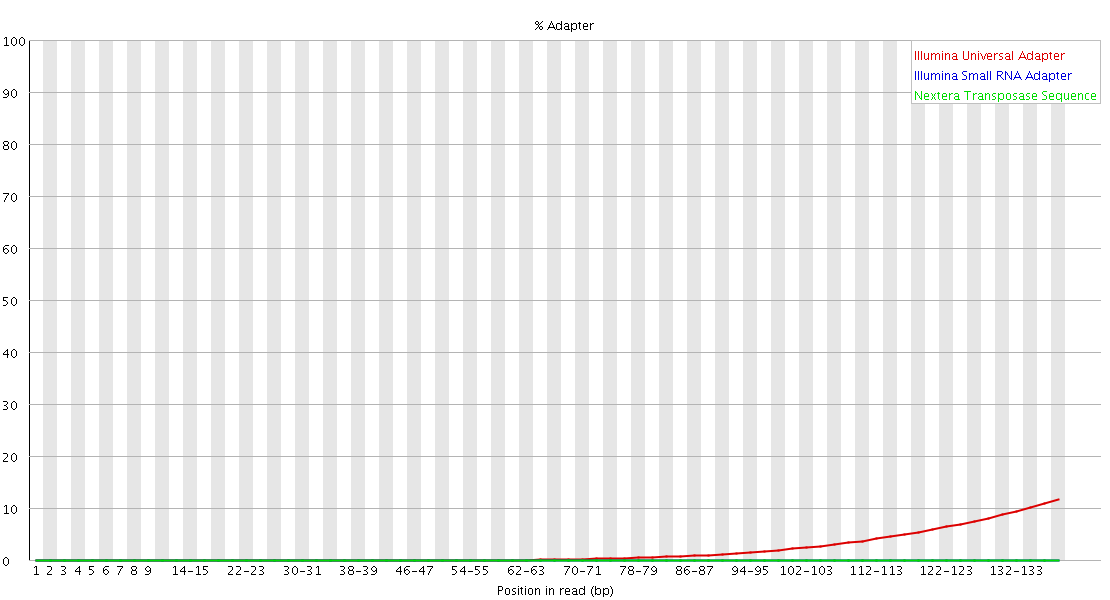 % Adapter
100
90
80
70
60
50
40
30
20
10
0
Illumina Universal Adapter
Illumina Small RNA Adapter
Nextera Transposase Sequence
1 2 3 4 5 6 7 8 9 14-15 22-23 30-31 38-39 46-47 54-55 62-63 70-71 78-79 86-87 94-95 102-103 112-113 122-123 132-133
Position in read (bp)